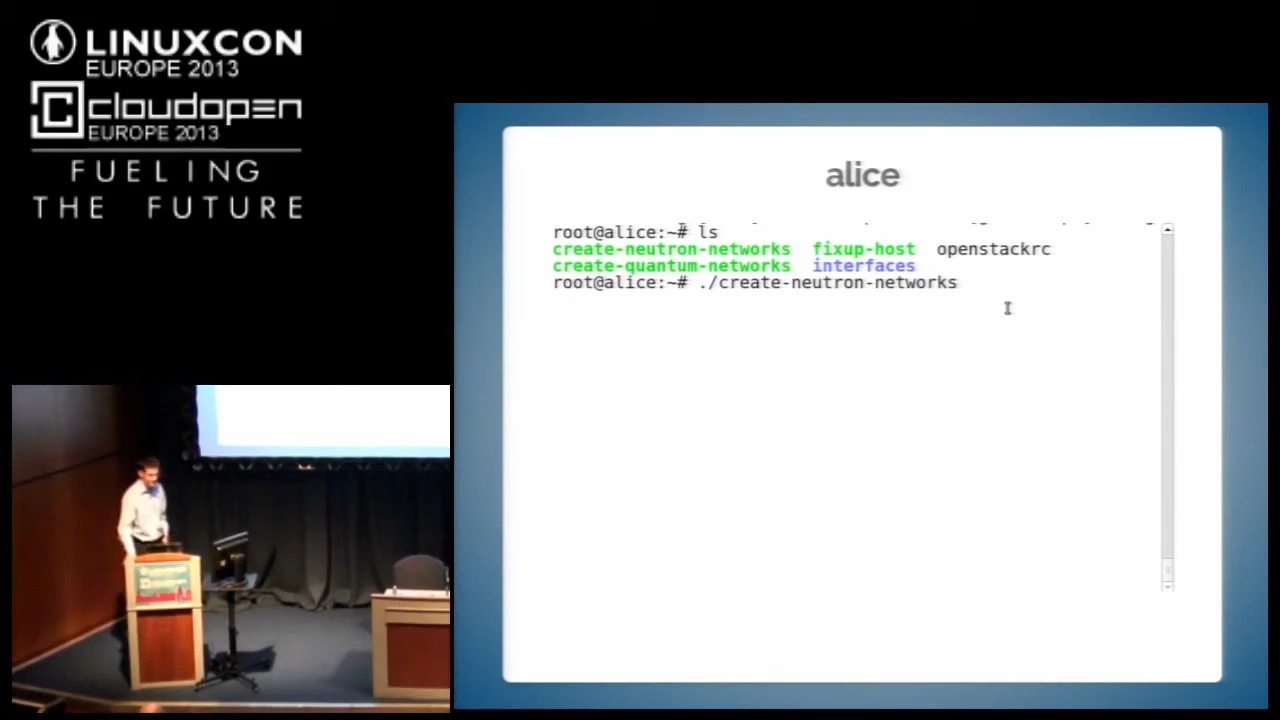 LINUXCON
EUROPE 2013
cloudopen
EUROPE 2013
FUELING
THE FUTURE
alice
root@alice:~# ls
create-neutron-networks fixup-host openstackrc
create-quantum-networks interfaces
root@alice:~# ./create-neutron-networks